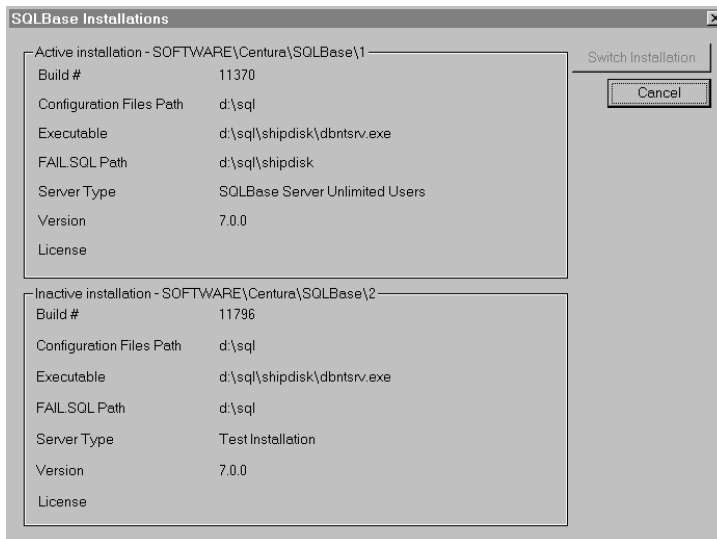 SQLBase Installations
Active installation - SOFTWARE\Centura\SQLBase\1
Switch Installation
Build # 11370
Cancel
Configuration Files Path d:\sql
Executable d:\sql\shipdisk\dbntsrv.exe
FAIL.SQL Path d:\sql\shipdisk
Server Type SQLBase Server Unlimited Users
Version 7.0.0
License
Inactive installation - SOFTWARE\Centura\SQLBase\2
Build # 11796
Configuration Files Path d:\sql
Executable d:\sql\shipdisk\dbntsrv.exe
FAIL.SQL Path d:\sql
Server Type Test Installation
Version 7.0.0
License